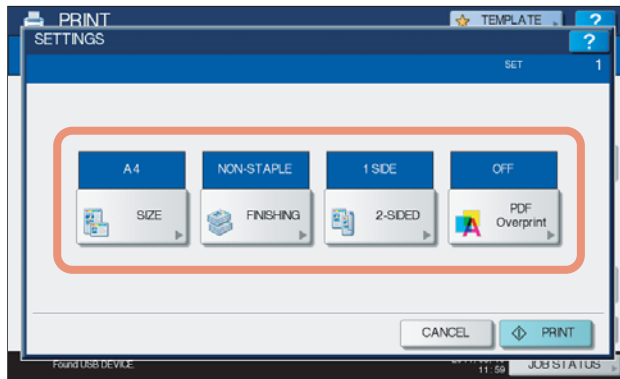 PRINT
TEMPLATE
?
SETTINGS
?
SET 1
A4
NON-STAPLE
1 SIDE
OFF
SIZE
FINISHING
2-SIDED
PDF
Overprint
CANCEL
PRINT
Found USB DEVICE
11:59
JOB STATUS